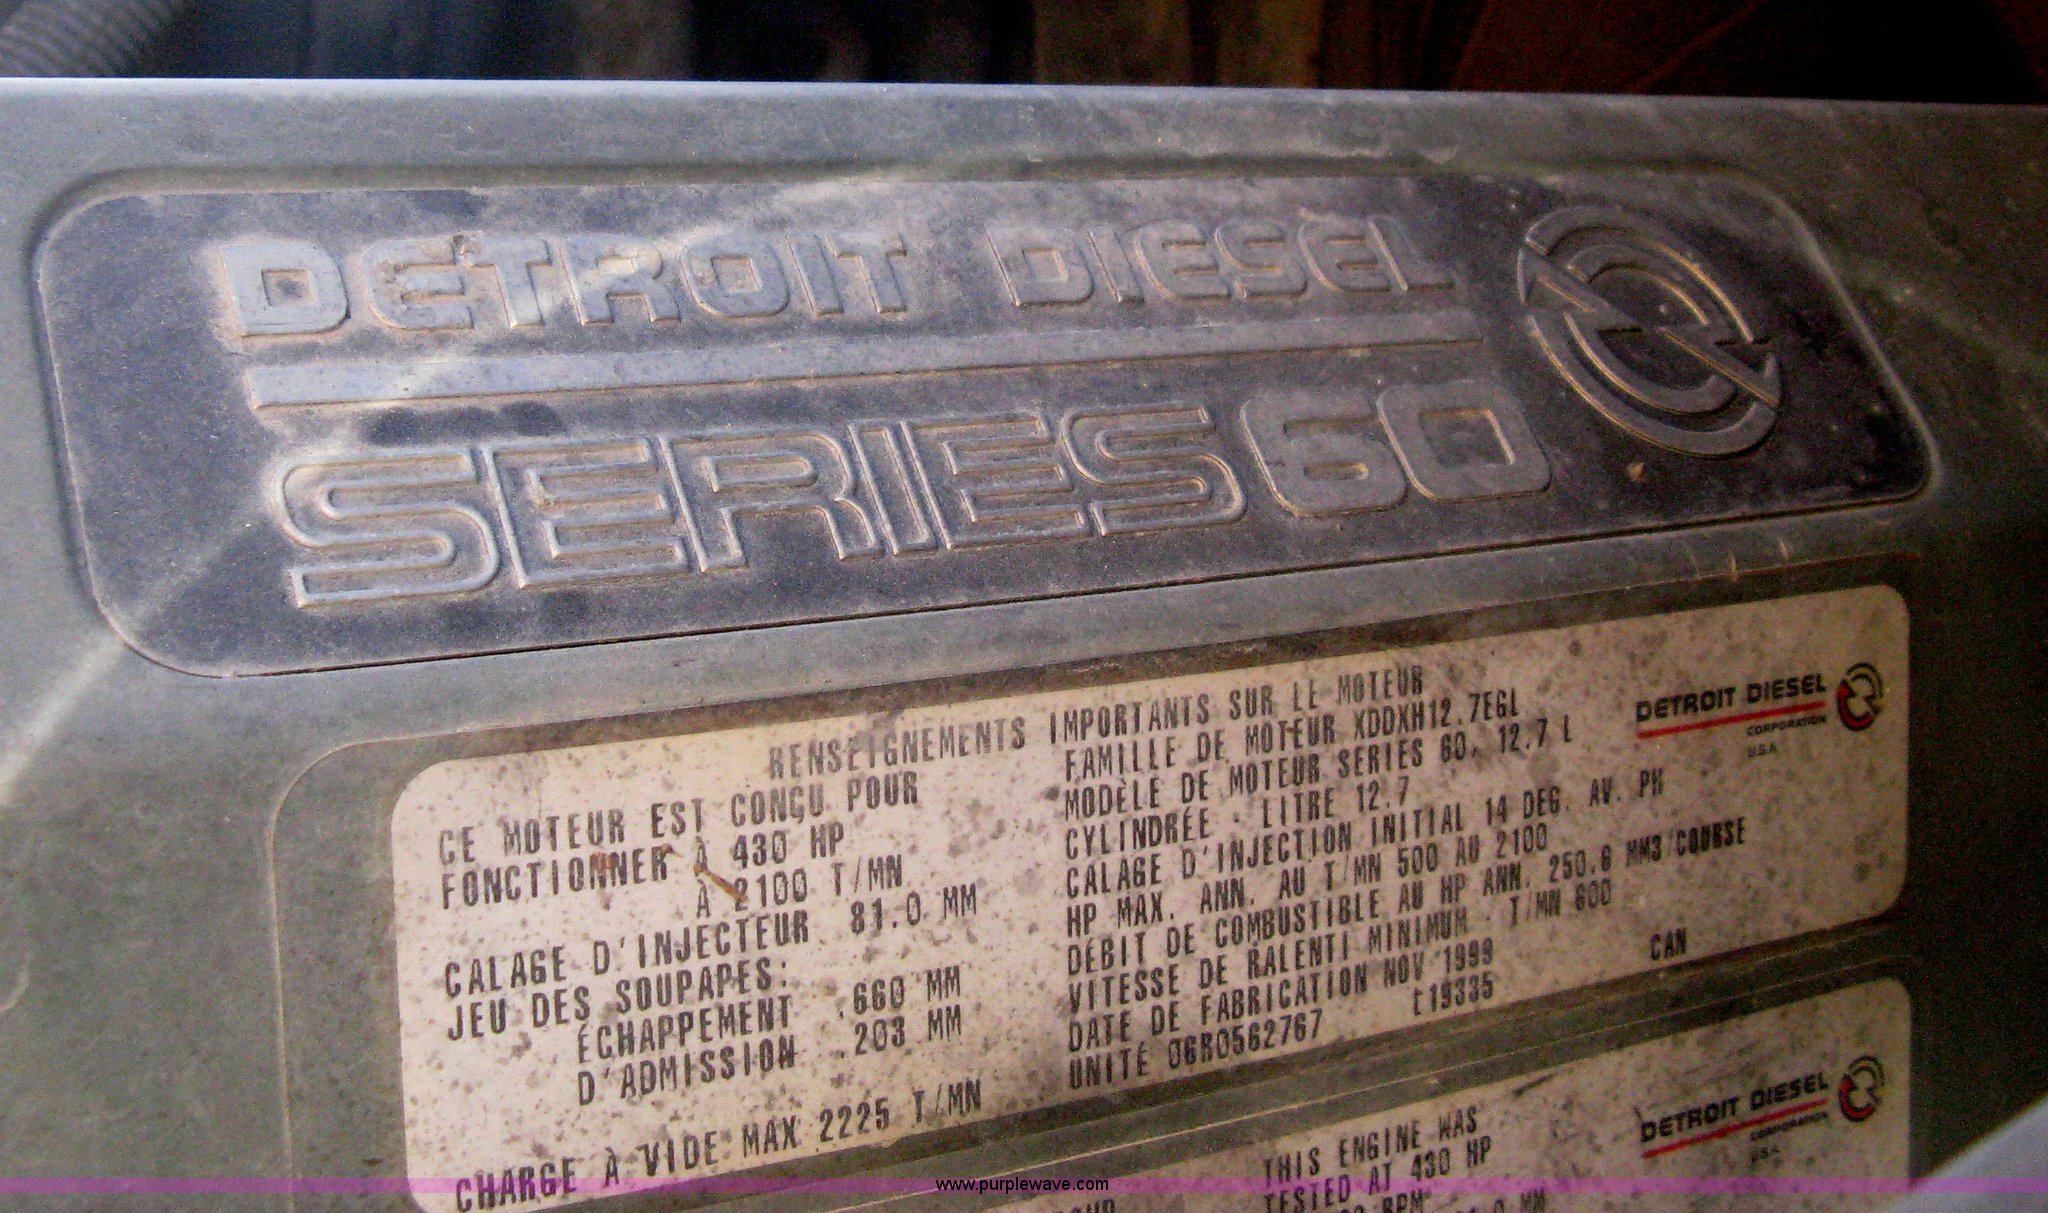 DETROIT DIESEL
SERIES 60
RENSEIGNEMENTS IMPORTANTS SUR LE MOTEUR
CE MOTEUR EST CONÇU POUR
FONCTIONNER À 430 HP
À 2100 T/MN
CALAGE D'INJECTEUR 81.0 MM
JEU DES SOUPAPES:
ÉCHAPPEMENT .660 MM
D'ADMISSION .203 MM
CHARGE À VIDE MAX 2225 T/MN
FAMILLE DE MOTEUR XDDXH12.7EGL
MODÈLE DE MOTEUR SERIES 60, 12.7 L
CYLINDRÉE - LITRE 12.7
CALAGE D'INJECTION INITIAL 14 DEG. AV. PH
HP MAX. ANN. AU T/MN 500 AU 2100
DÉBIT DE COMBUSTIBLE AU HP ANN. 250.6 MM3/COURSE
VITESSE DE RALENTI MINIMUM - T/MN 600
DATE DE FABRICATION NOV 1999
UNITÉ 06R0562767 t19335 CAN
DETROIT DIESEL
CORPORATION
U.S.A.
THIS ENGINE WAS
TESTED AT 430 HP
RPM
.0 MM
DETROIT DIESEL
CORPORATION
U.S.A.
www.purplewave.com